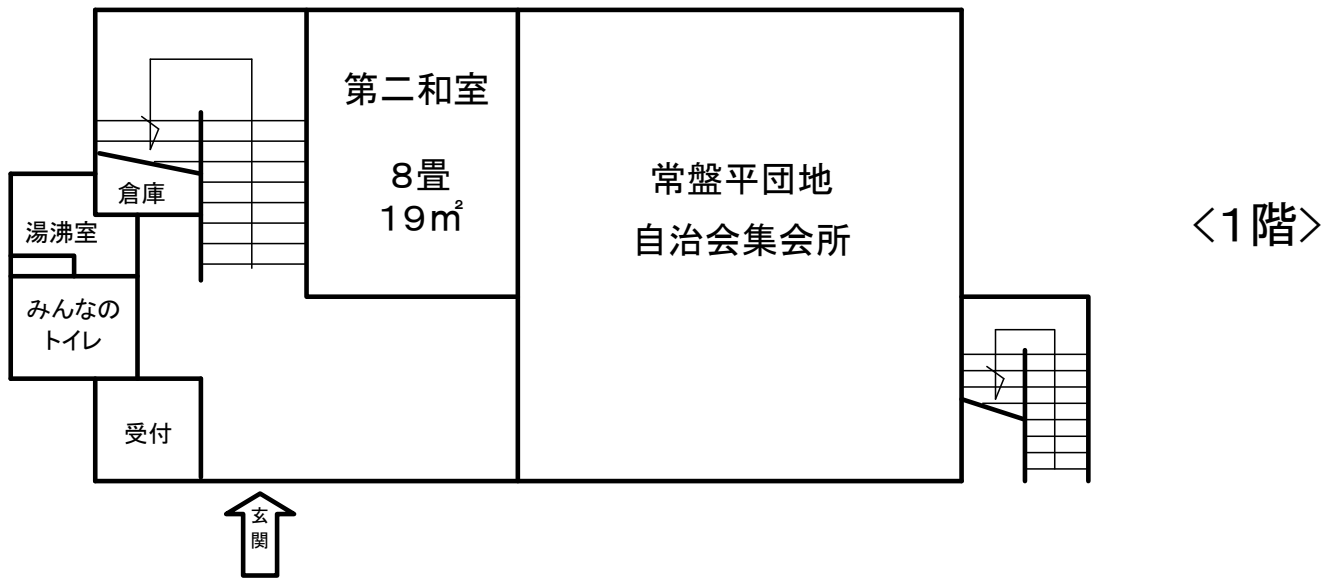 第二和室
8畳
19㎡
常盤平団地
自治会集会所
<1階>
倉庫
湯沸室
みんなの
トイレ
受付
玄
関